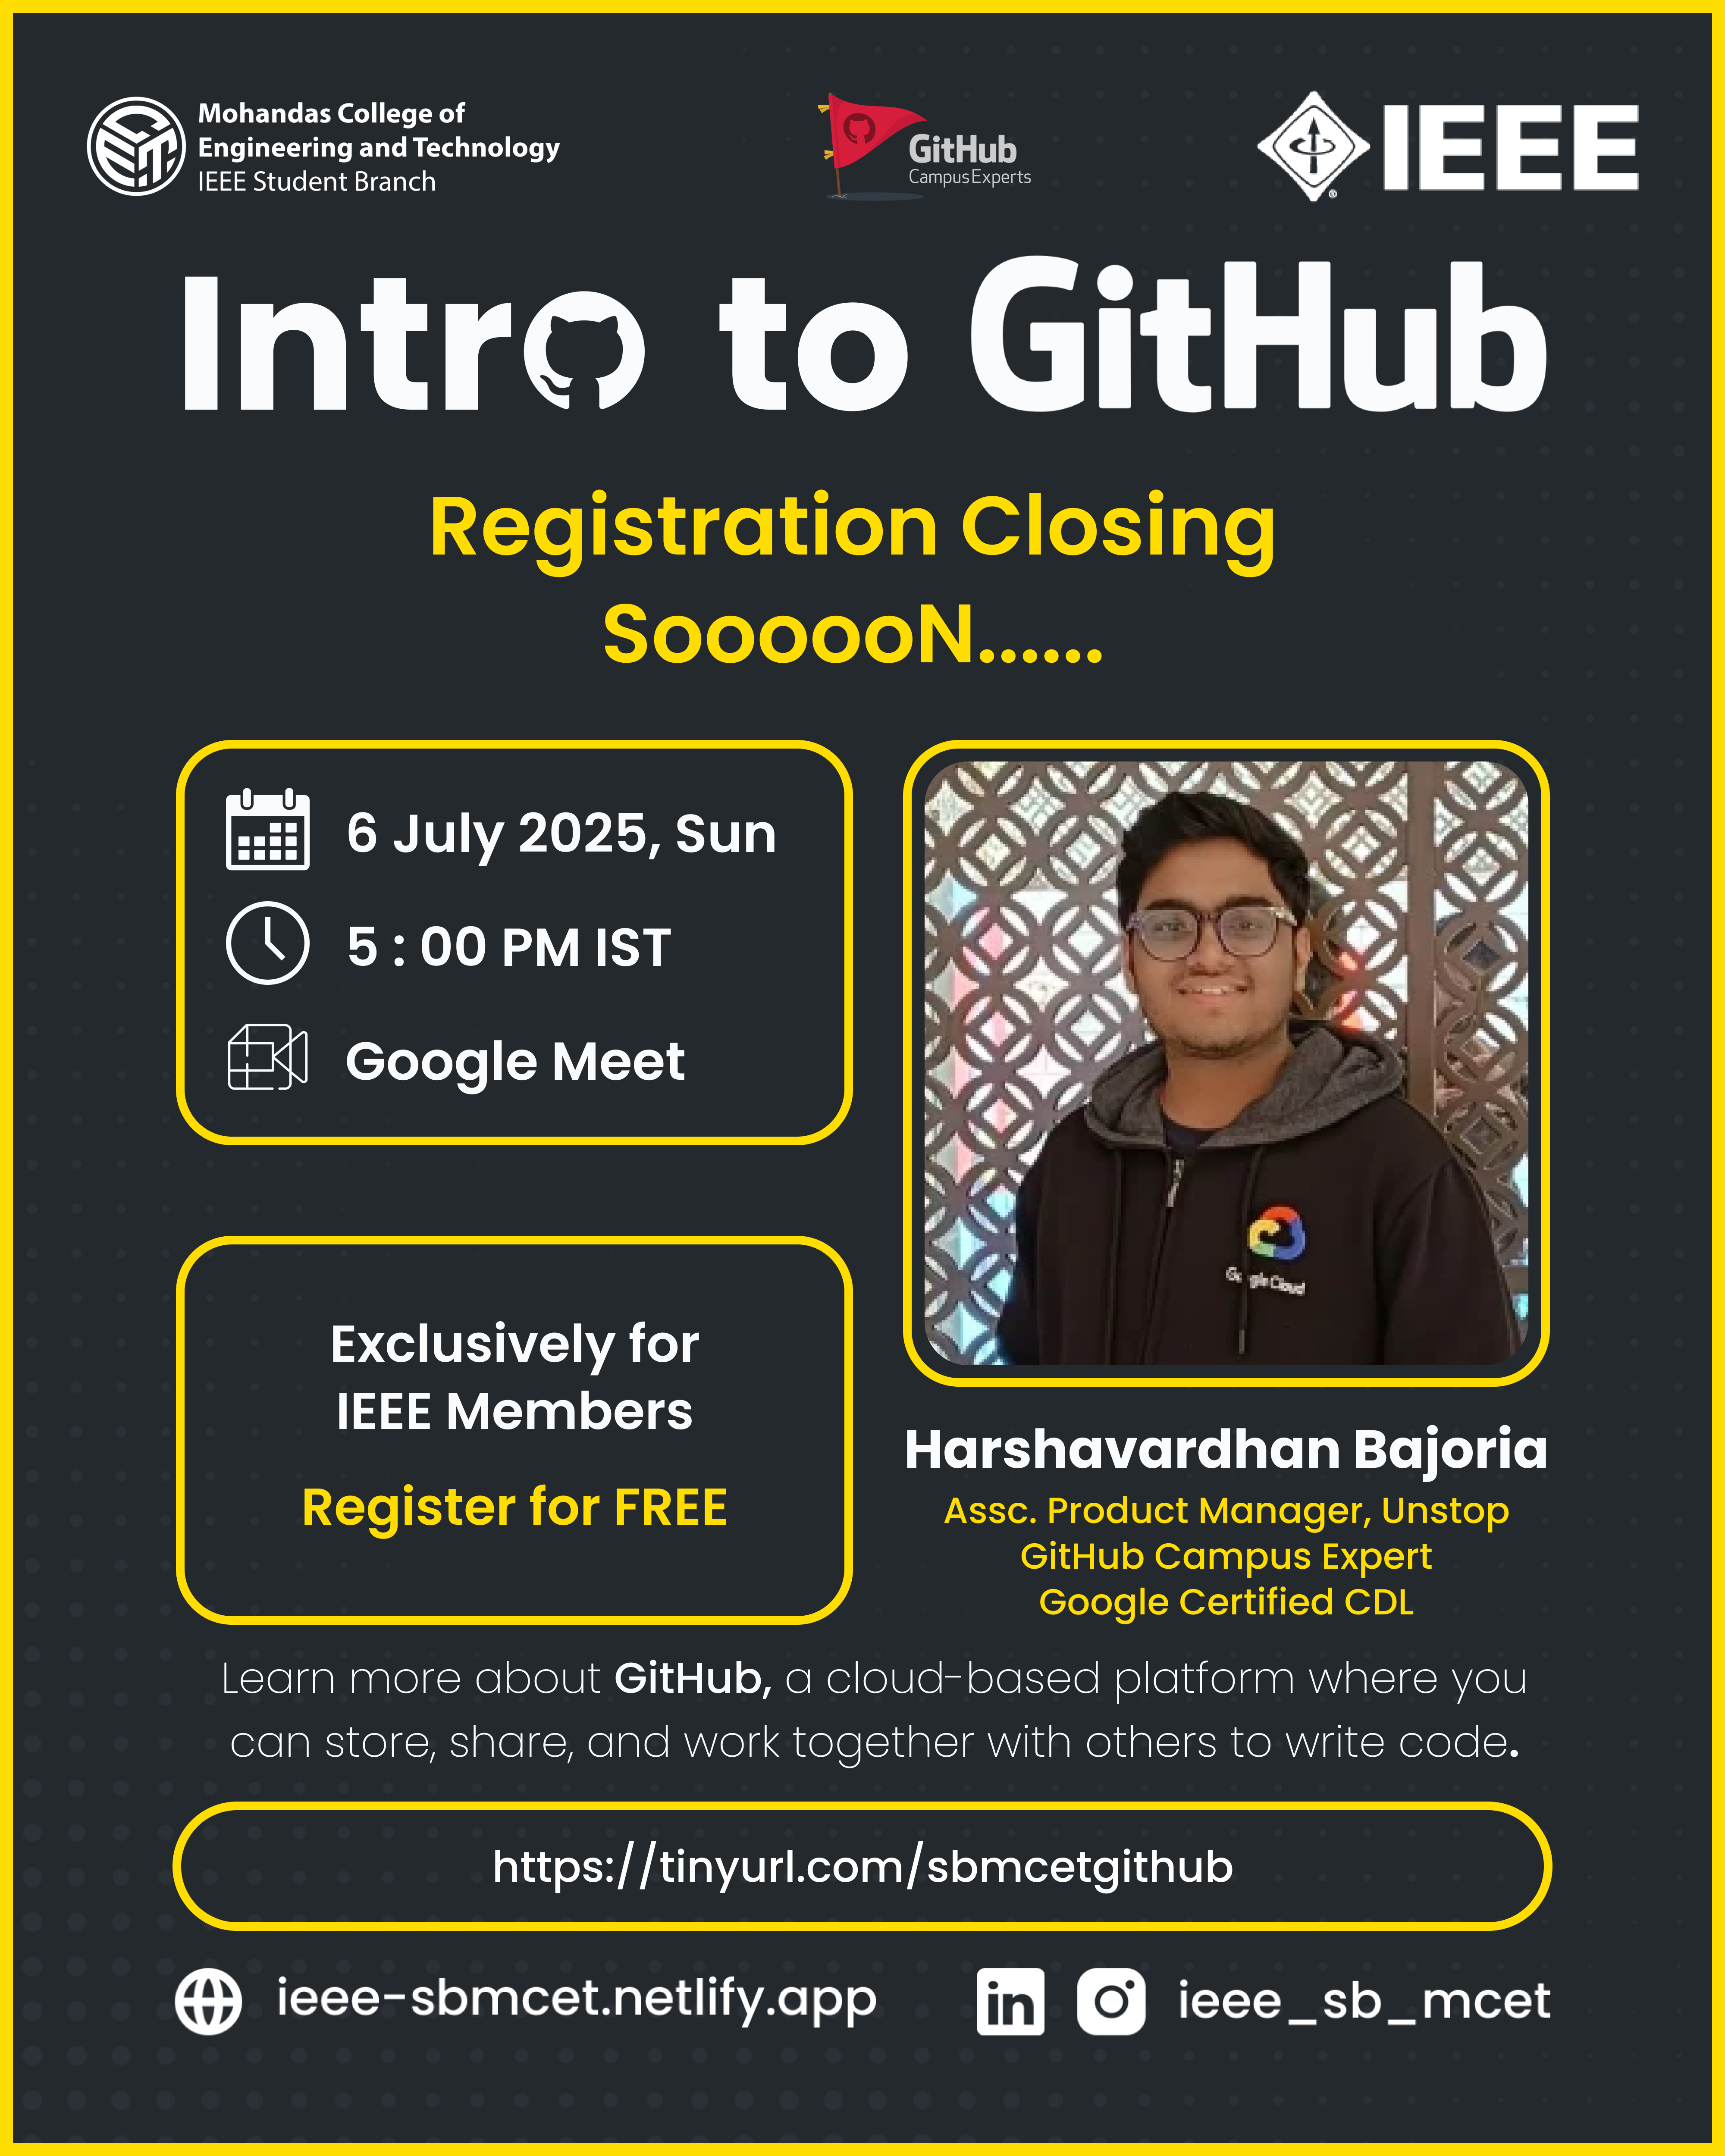 Mohandas College of
Engineering and Technology
IEEE Student Branch
GitHub
Campus Experts
IEEE
Intro to GitHub
Registration Closing
SoooooN......
6 July 2025, Sun
5 : 00 PM IST
Google Meet
Exclusively for
IEEE Members
Register for FREE
Google Cloud
Harshavardhan Bajoria
Assc. Product Manager, Unstop
GitHub Campus Expert
Google Certified CDL
Learn more about GitHub, a cloud-based platform where you
can store, share, and work together with others to write code.
https://tinyurl.com/sbmcetgithub
ieee-sbmcet.netlify.app
in
ieee_sb_mcet